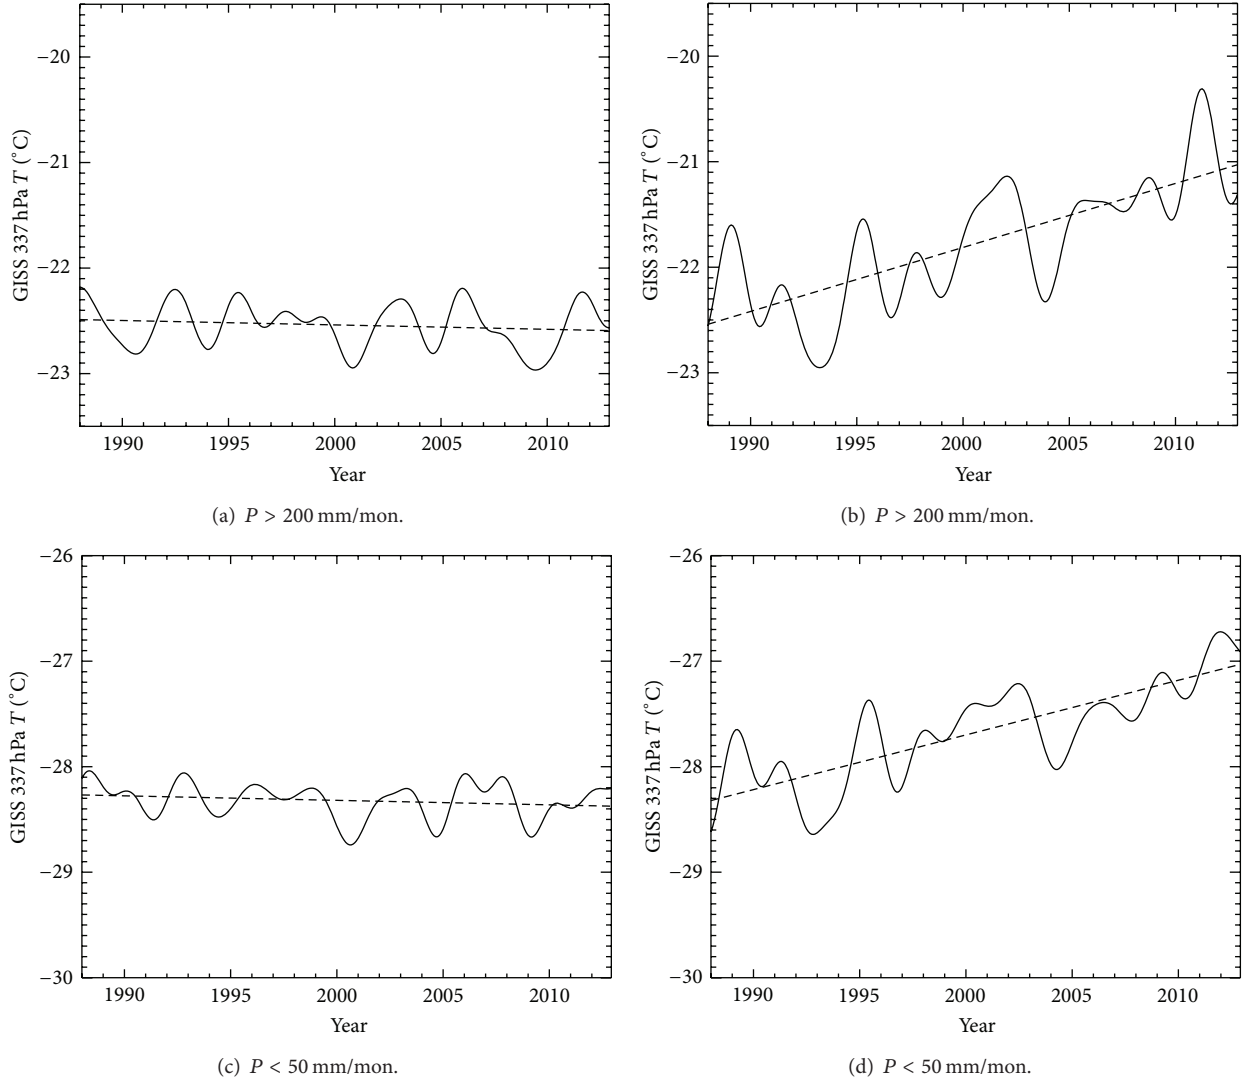 GISS 337 hPa T (°C)
−20
−21
−22
−23
1990 1995 2000 2005 2010
Year
(a) P > 200 mm/mon.
GISS 337 hPa T (°C)
−20
−21
−22
−23
1990 1995 2000 2005 2010
Year
(b) P > 200 mm/mon.
GISS 337 hPa T (°C)
−26
−27
−28
−29
−30
1990 1995 2000 2005 2010
Year
(c) P < 50 mm/mon.
GISS 337 hPa T (°C)
−26
−27
−28
−29
−30
1990 1995 2000 2005 2010
Year
(d) P < 50 mm/mon.